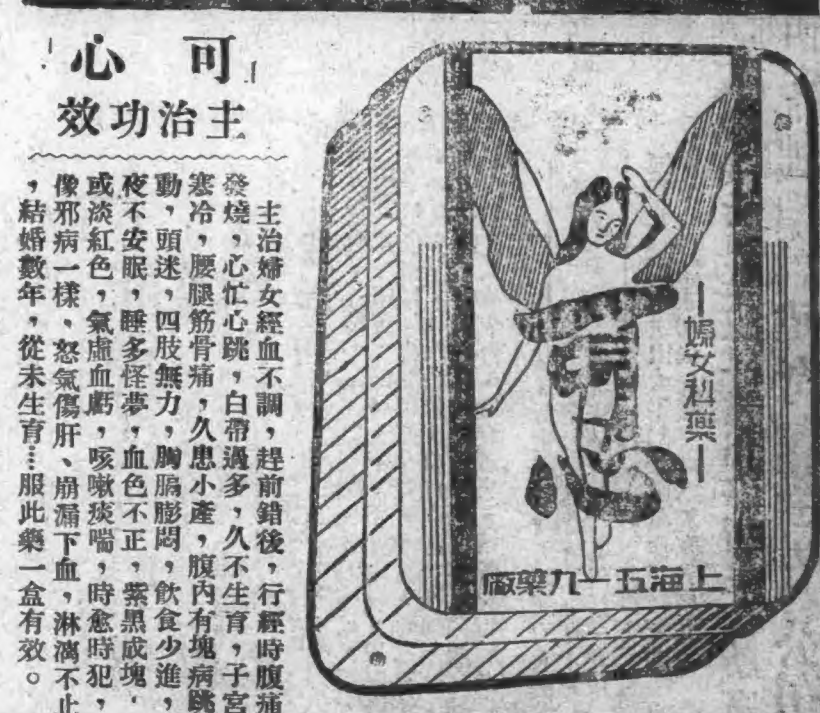 可心
主治功效
主治婦女經血不調，趕前錯後，行經時腹痛
發燒，心忙心跳，白帶過多，久不生育，子宮
寒冷，腰腿筋骨痛，久患小產，腹內有塊病跳
動，頭迷，四肢無力，胸膈膨悶，飲食少進，
夜不安眠，睡多怪夢，血色不正，紫黑成塊，
或淡紅色，氣虛血虧，咳嗽痰喘，時愈時犯，
像邪病一樣，怒氣傷肝、崩漏下血，淋漓不止
，結婚數年，從未生育…服此藥一盒有效。
可心
—婦女科藥—
上海五一九藥廠